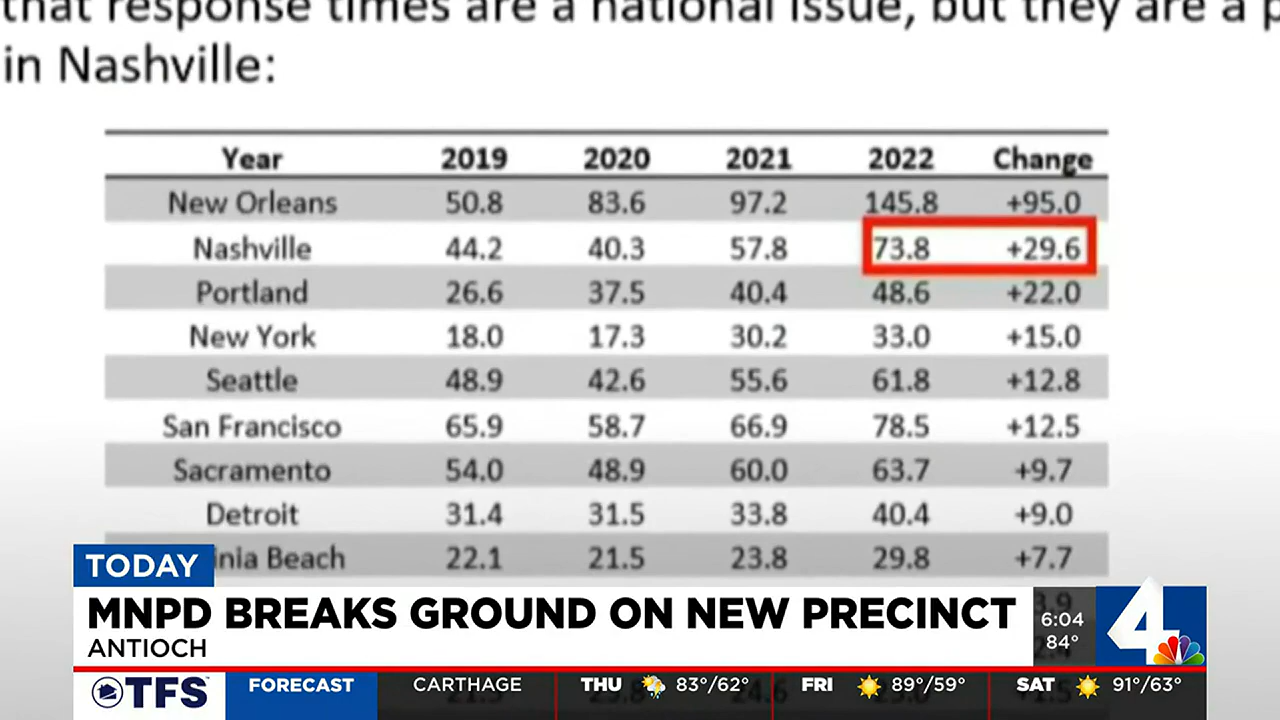 that response times are a national issue, but they are a p
in Nashville:
Year 2019 2020 2021 2022 Change
New Orleans 50.8 83.6 97.2 145.8 +95.0
Nashville 44.2 40.3 57.8 73.8 +29.6
Portland 26.6 37.5 40.4 48.6 +22.0
New York 18.0 17.3 30.2 33.0 +15.0
Seattle 48.9 42.6 55.6 61.8 +12.8
San Francisco 65.9 58.7 66.9 78.5 +12.5
Sacramento 54.0 48.9 60.0 63.7 +9.7
Detroit 31.4 31.5 33.8 40.4 +9.0
inia Beach 22.1 21.5 23.8 29.8 +7.7
TODAY
MNPD BREAKS GROUND ON NEW PRECINCT
ANTIOCH
6:04
84°
4
TFS FORECAST CARTHAGE THU 83°/62° FRI 89°/59° SAT 91°/63°